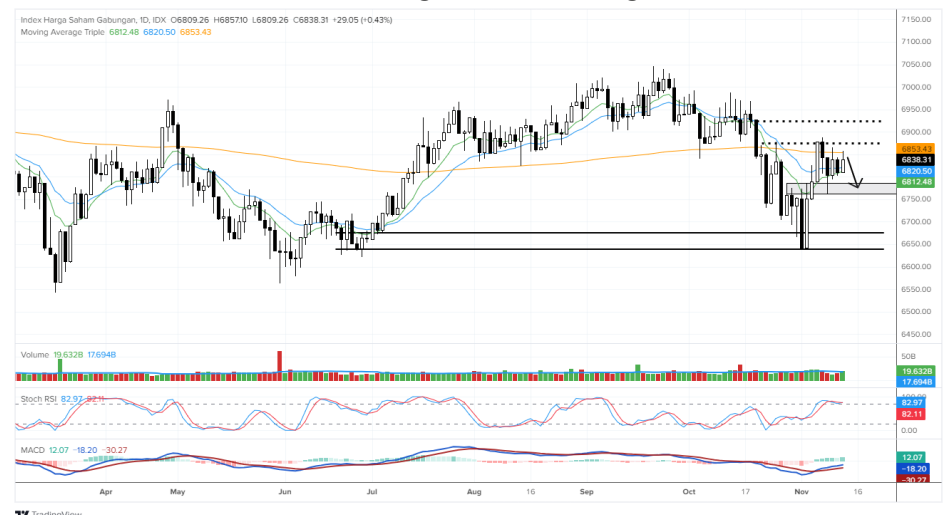 Index Harga Saham Gabungan, 1D, IDX O6809.26 H6857.10 L6809.26 C6838.31 +29.05 (+0.43%)
Moving Average Triple 6812.48 6820.50 6853.43
7150.00
7100.00
7050.00
7000.00
6950.00
6900.00
6853.43
6838.31
6820.50
6812.48
6750.00
6700.00
6650.00
6600.00
6550.00
6500.00
6450.00
Volume 19.632B 17.694B
50B
19.632B
17.694B
Stoch RSI 82.97 82.11
82.97
82.11
0.00
MACD 12.07 −18.20 −30.27
12.07
−18.20
−30.27
Apr May Jun Jul Aug 16 Sep Oct 17 Nov 16
TradingView